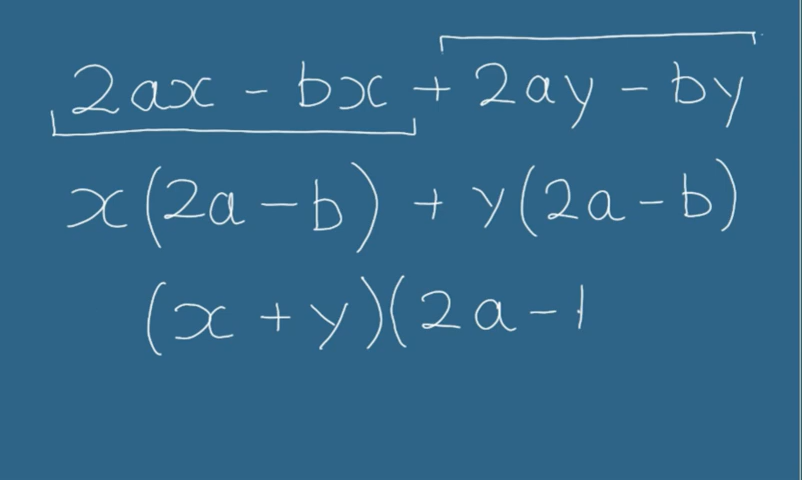 2ax - bx + 2ay - by
x(2a - b) + y(2a - b)
(x + y)(2a -